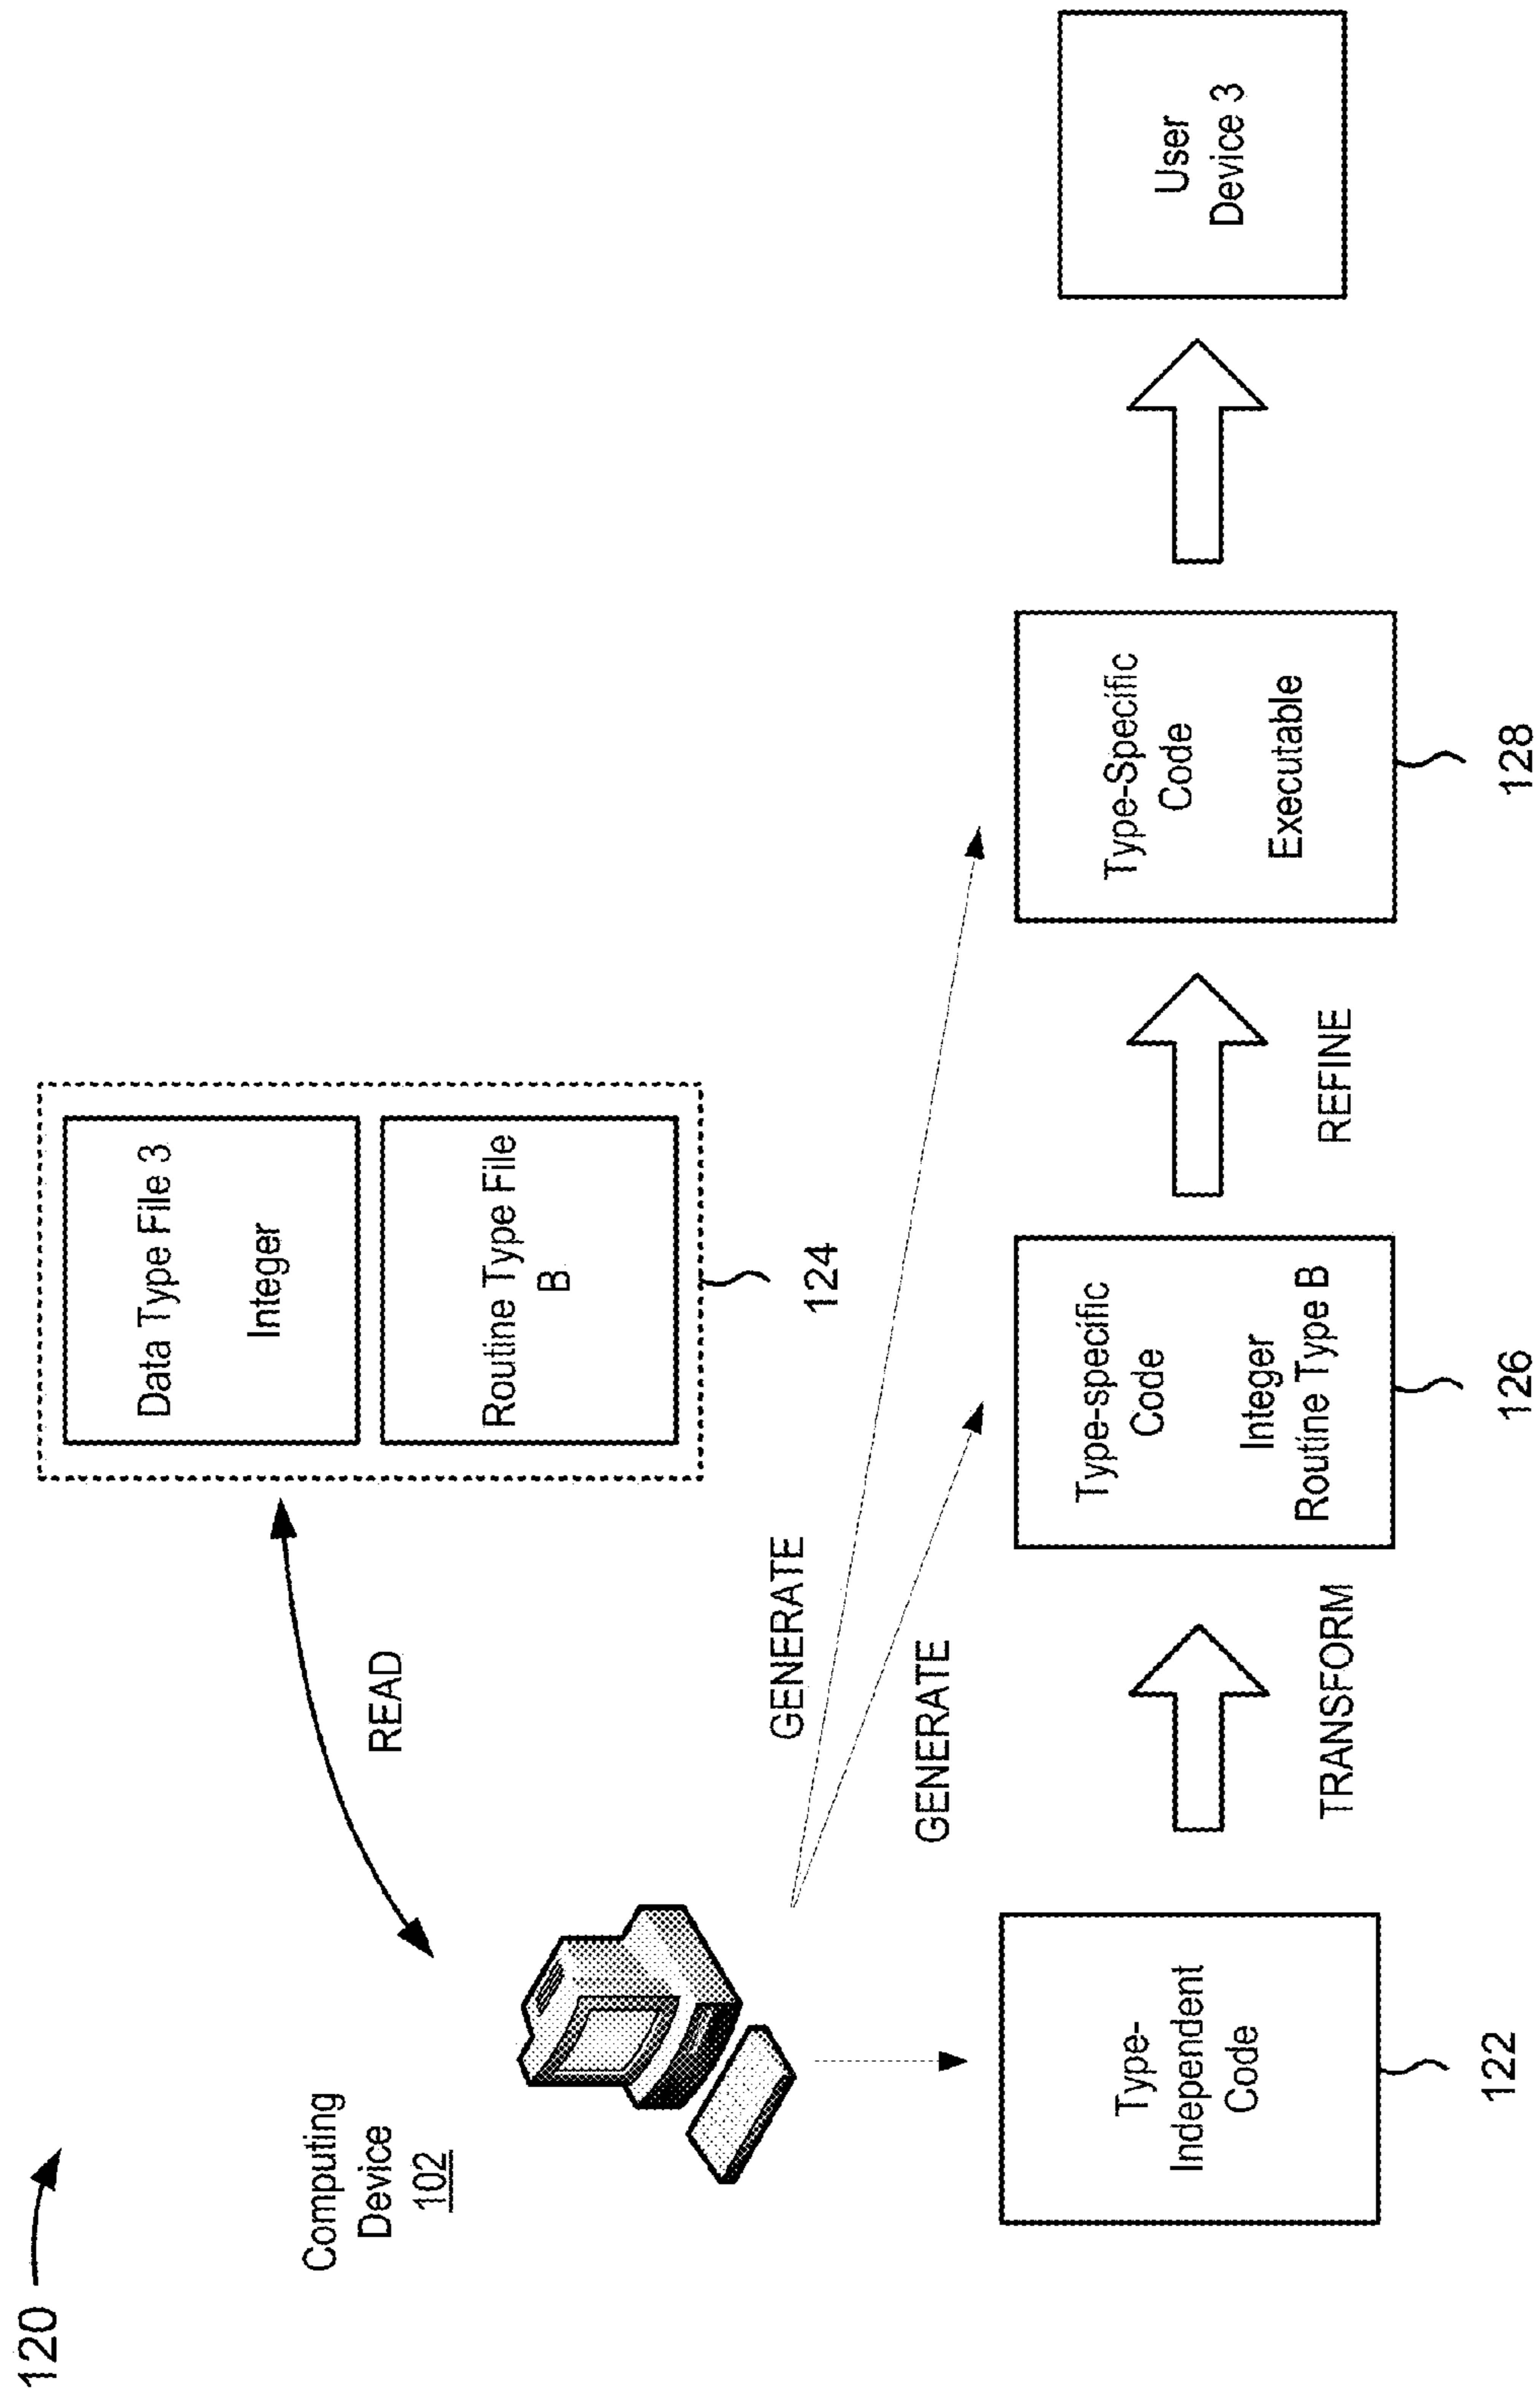 120
Computing
Device
102
READ
Data Type File 3
Integer
Routine Type File
B
124
GENERATE
GENERATE
Type-
Independent
Code
122
TRANSFORM
Type-specific
Code
Integer
Routine Type B
126
REFINE
Type-Specific
Code
Executable
128
User
Device 3